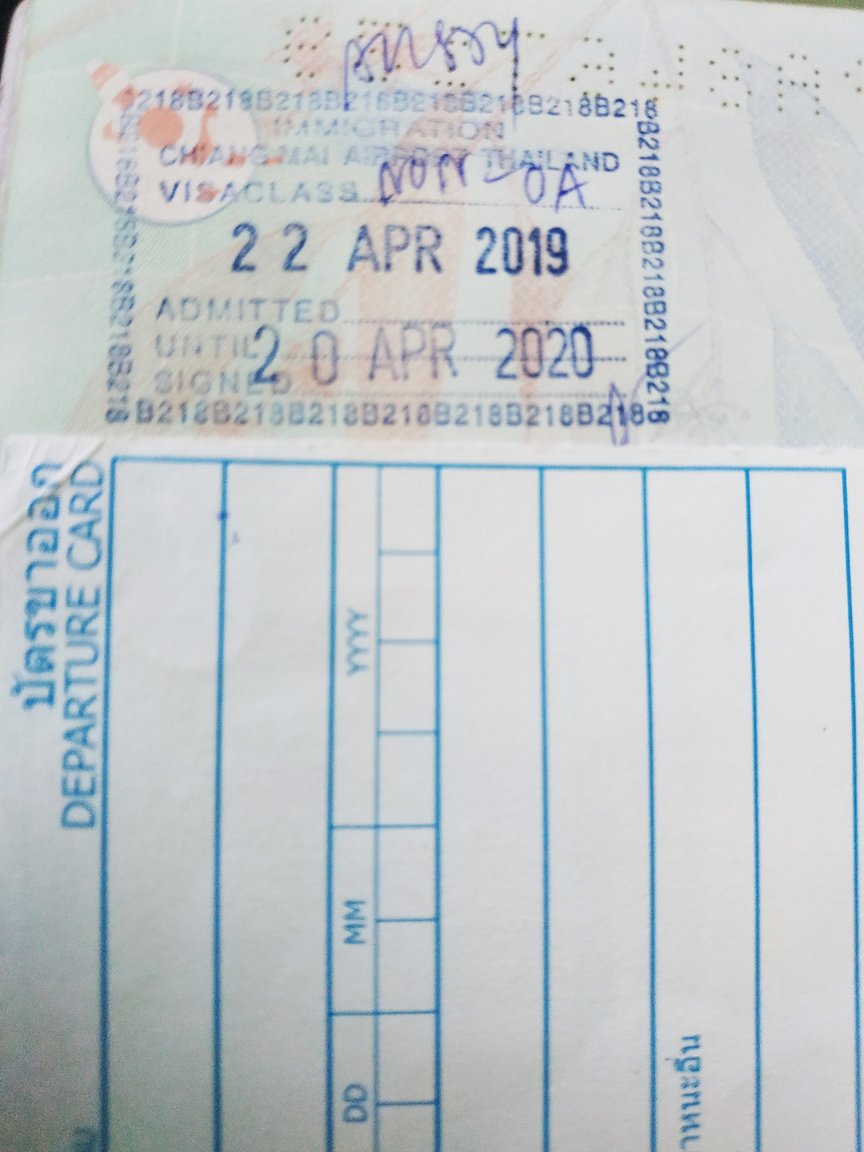 B218B218B218B218B218B218B218B218
IMMIGRATION
CHIANG MAI AIRPORT THAILAND
VISA CLASS NON-OA
22 APR 2019
ADMITTED
UNTIL 20 APR 2020
SIGNED
B218B218B218B218B218B218B218
B218B218B218B218B218B218
บัตรขาออก
DEPARTURE CARD
YYYY
MM
DD